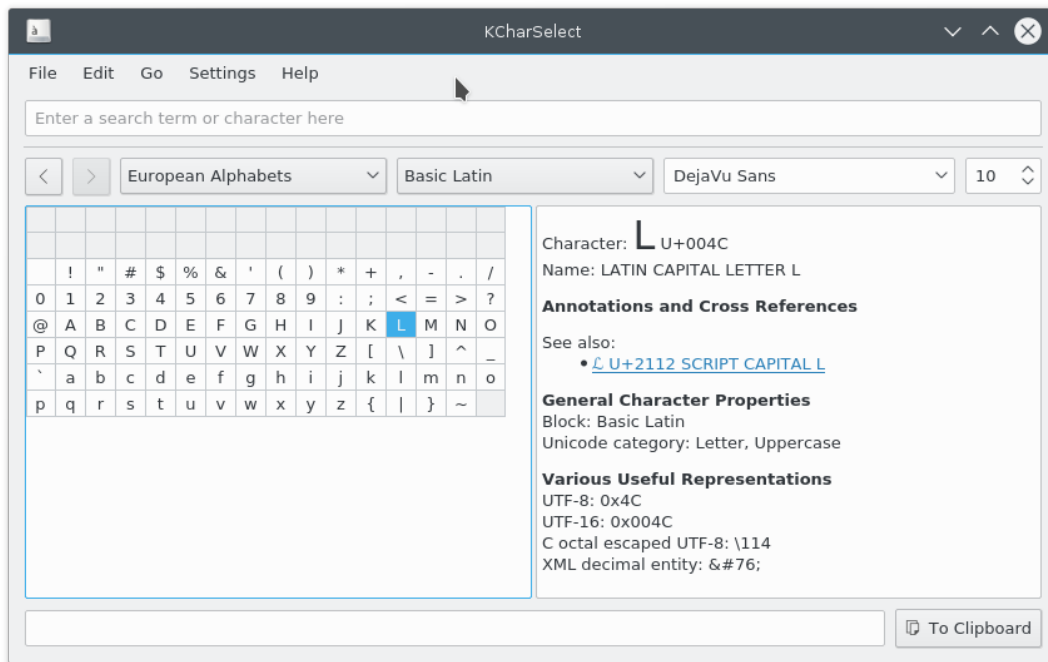 KCharSelect
File Edit Go Settings Help
Enter a search term or character here
European Alphabets Basic Latin DejaVu Sans 10
! " # $ % & ' ( ) * + , - . /
0 1 2 3 4 5 6 7 8 9 : ; < = > ?
@ A B C D E F G H I J K L M N O
P Q R S T U V W X Y Z [ \ ] ^ _
` a b c d e f g h i j k l m n o
p q r s t u v w x y z { | } ~
Character: L U+004C
Name: LATIN CAPITAL LETTER L
Annotations and Cross References
See also:
• ℒ U+2112 SCRIPT CAPITAL L
General Character Properties
Block: Basic Latin
Unicode category: Letter, Uppercase
Various Useful Representations
UTF-8: 0x4C
UTF-16: 0x004C
C octal escaped UTF-8: \114
XML decimal entity: &#76;
To Clipboard